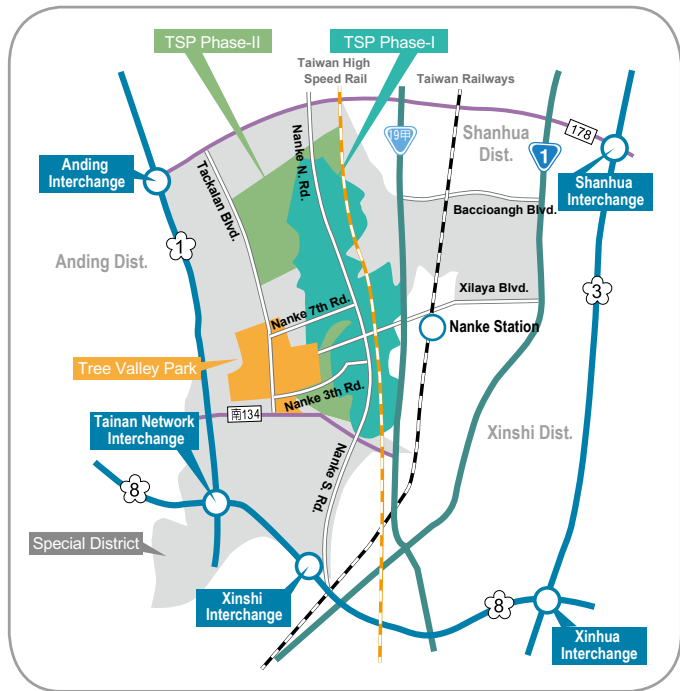 TSP Phase-II
TSP Phase-I
Taiwan High
Speed Rail
Taiwan Railways
19甲
Shanhua
Dist.
178
1
Anding
Interchange
Tackalan Blvd.
Nanke N. Rd.
Shanhua
Interchange
Baccioangh Blvd.
1
Anding Dist.
3
Xilaya Blvd.
Nanke 7th Rd.
Nanke Station
Tree Valley Park
Nanke 3th Rd.
南134
Tainan Network
Interchange
Xinshi Dist.
Nanke S. Rd.
8
Special District
Xinshi
Interchange
8
Xinhua
Interchange